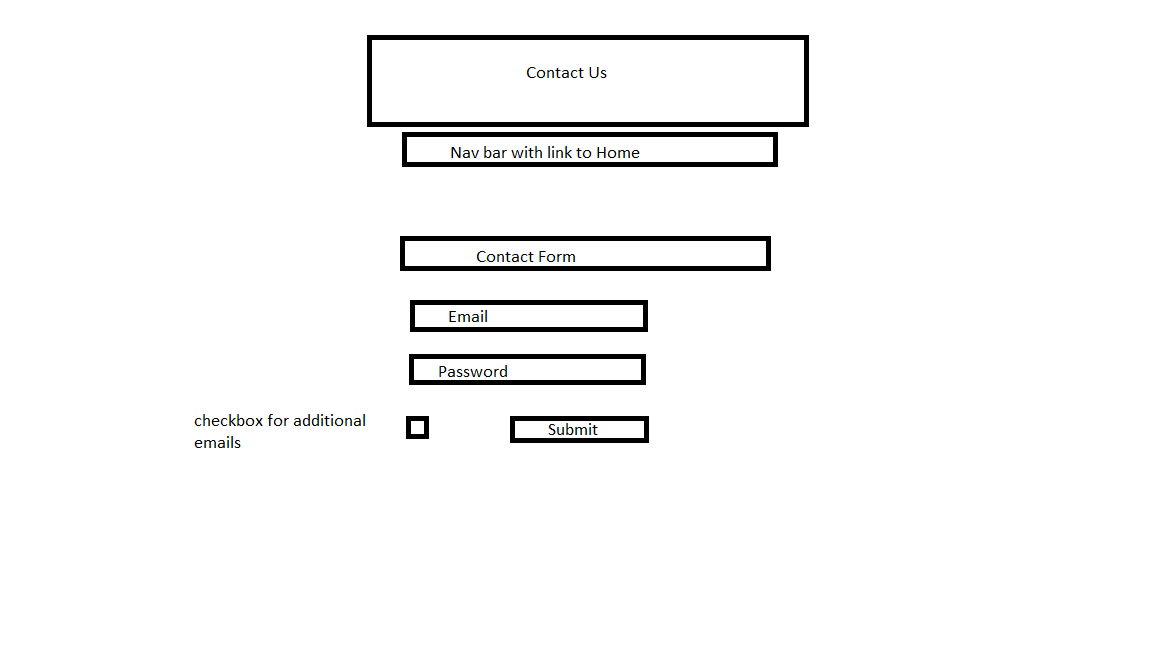 Contact Us
Nav bar with link to Home
Contact Form
Email
Password
checkbox for additional
emails
Submit